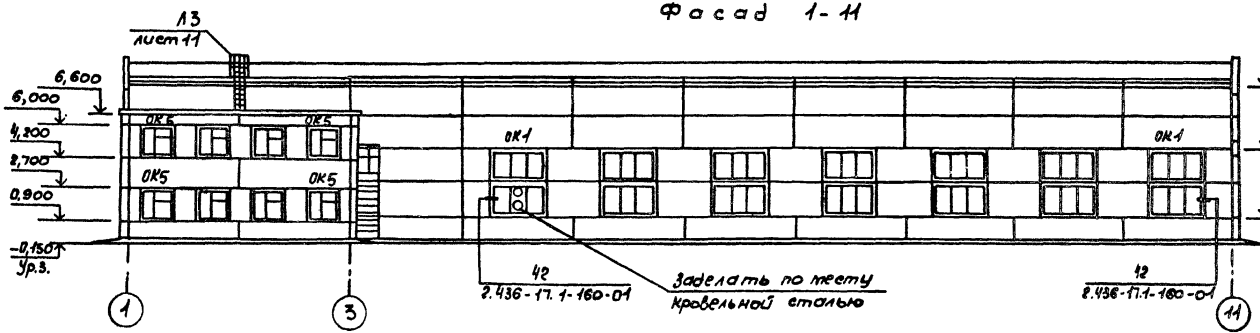 Фасад 1-11
Л3
лист 11
6,600
6,000
4,200
2,700
0,900
-0,150
Ур.з.
ОК5
ОК5
ОК5
ОК5
ОК1
ОК1
42
2.436-17.1-160-01
Заделать по месту
кровельной сталью
42
2.436-17.1-160-01
1
3
11